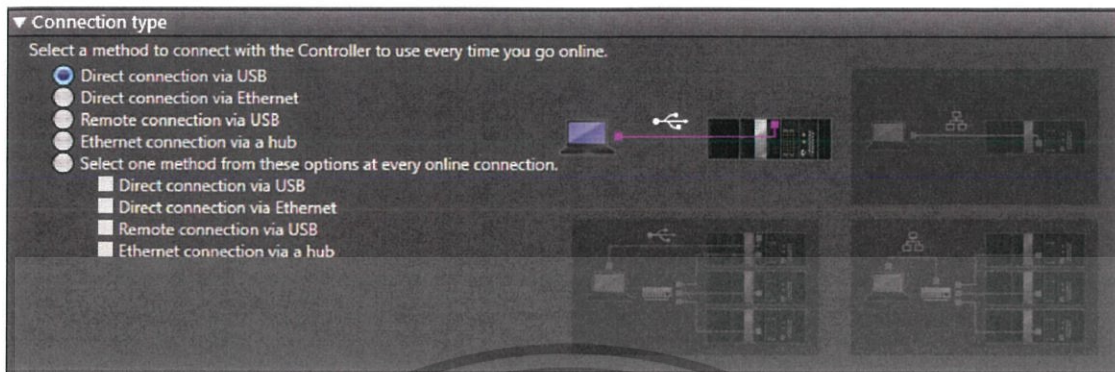 Connection type
Select a method to connect with the Controller to use every time you go online.
Direct connection via USB
Direct connection via Ethernet
Remote connection via USB
Ethernet connection via a hub
Select one method from these options at every online connection.
Direct connection via USB
Direct connection via Ethernet
Remote connection via USB
Ethernet connection via a hub